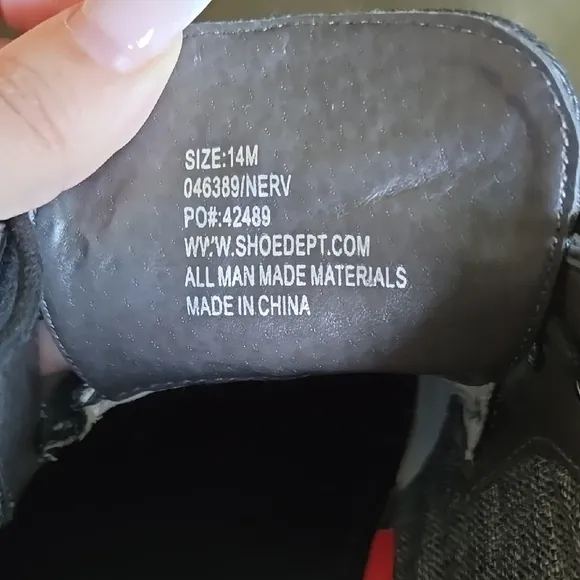 SIZE:14M
046389/NERV
PO#:42489
WWW.SHOEDEPT.COM
ALL MAN MADE MATERIALS
MADE IN CHINA